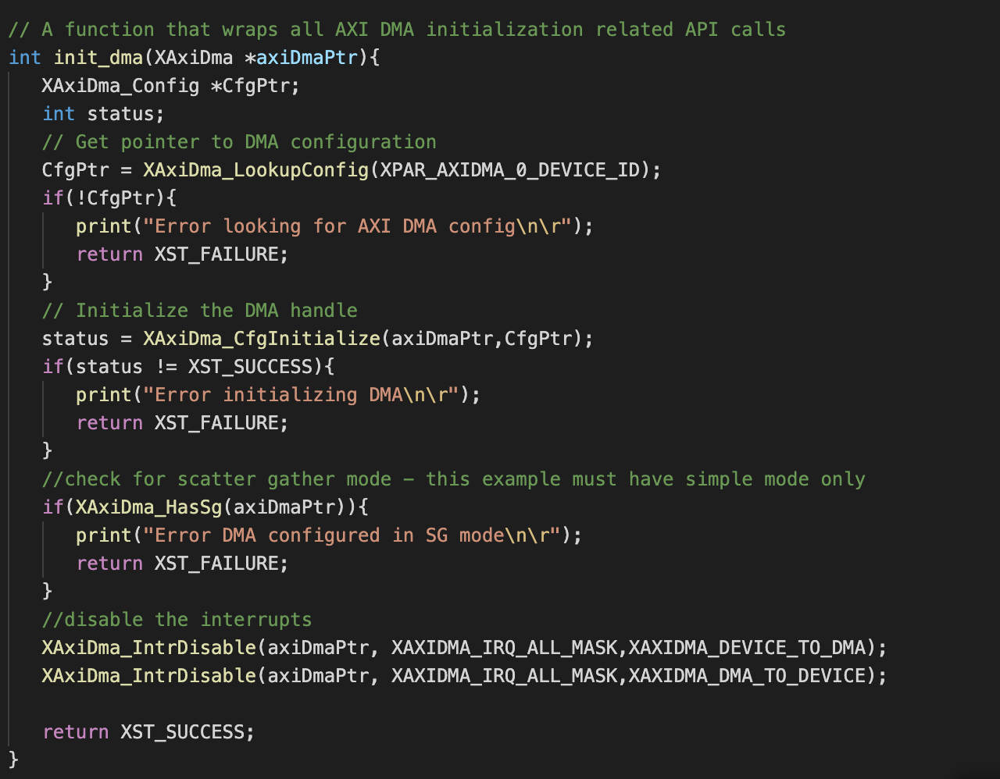 // A function that wraps all AXI DMA initialization related API calls
int init_dma(XAxiDma *axiDmaPtr){
   XAxiDma_Config *CfgPtr;
   int status;
   // Get pointer to DMA configuration
   CfgPtr = XAxiDma_LookupConfig(XPAR_AXIDMA_0_DEVICE_ID);
   if(!CfgPtr){
      print("Error looking for AXI DMA config\n\r");
      return XST_FAILURE;
   }
   // Initialize the DMA handle
   status = XAxiDma_CfgInitialize(axiDmaPtr,CfgPtr);
   if(status != XST_SUCCESS){
      print("Error initializing DMA\n\r");
      return XST_FAILURE;
   }
   //check for scatter gather mode – this example must have simple mode only
   if(XAxiDma_HasSg(axiDmaPtr)){
      print("Error DMA configured in SG mode\n\r");
      return XST_FAILURE;
   }
   //disable the interrupts
   XAxiDma_IntrDisable(axiDmaPtr, XAXIDMA_IRQ_ALL_MASK,XAXIDMA_DEVICE_TO_DMA);
   XAxiDma_IntrDisable(axiDmaPtr, XAXIDMA_IRQ_ALL_MASK,XAXIDMA_DMA_TO_DEVICE);

   return XST_SUCCESS;
}